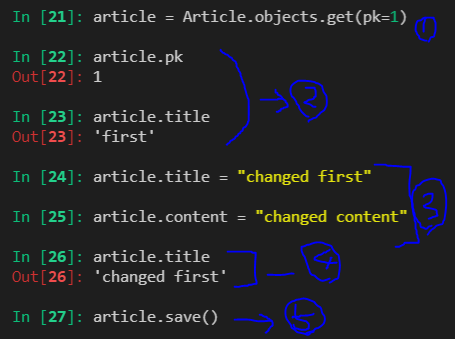 In [21]: article = Article.objects.get(pk=1)
1
In [22]: article.pk
Out[22]: 1
2
In [23]: article.title
Out[23]: 'first'
In [24]: article.title = "changed first"
3
In [25]: article.content = "changed content"
In [26]: article.title
4
Out[26]: 'changed first'
In [27]: article.save()
5